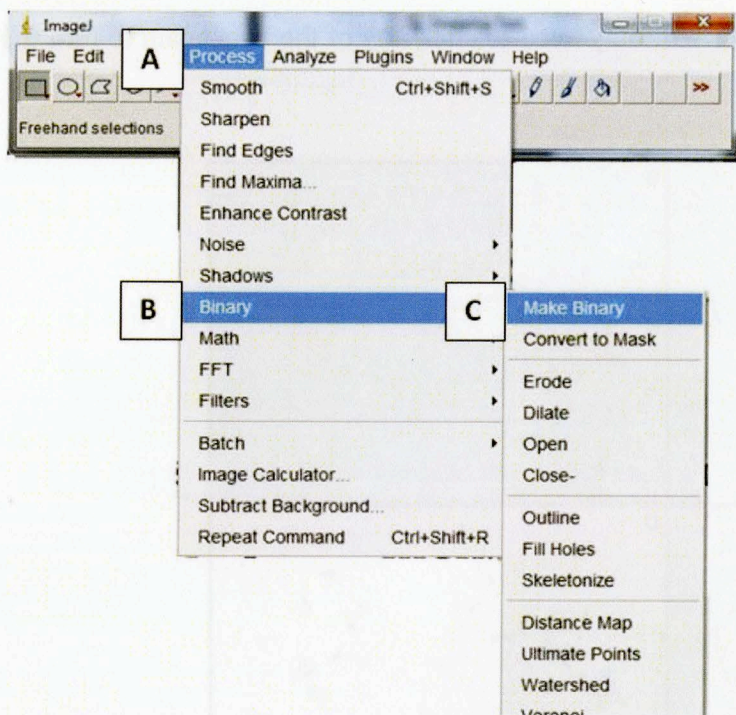 ImageJ
File Edit A Process Analyze Plugins Window Help
Freehand selections
Smooth Ctrl+Shift+S
Sharpen
Find Edges
Find Maxima...
Enhance Contrast
Noise
Shadows
B Binary
Math
FFT
Filters
Batch
Image Calculator...
Subtract Background...
Repeat Command Ctrl+Shift+R
C Make Binary
Convert to Mask
Erode
Dilate
Open
Close-
Outline
Fill Holes
Skeletonize
Distance Map
Ultimate Points
Watershed
Voronoi